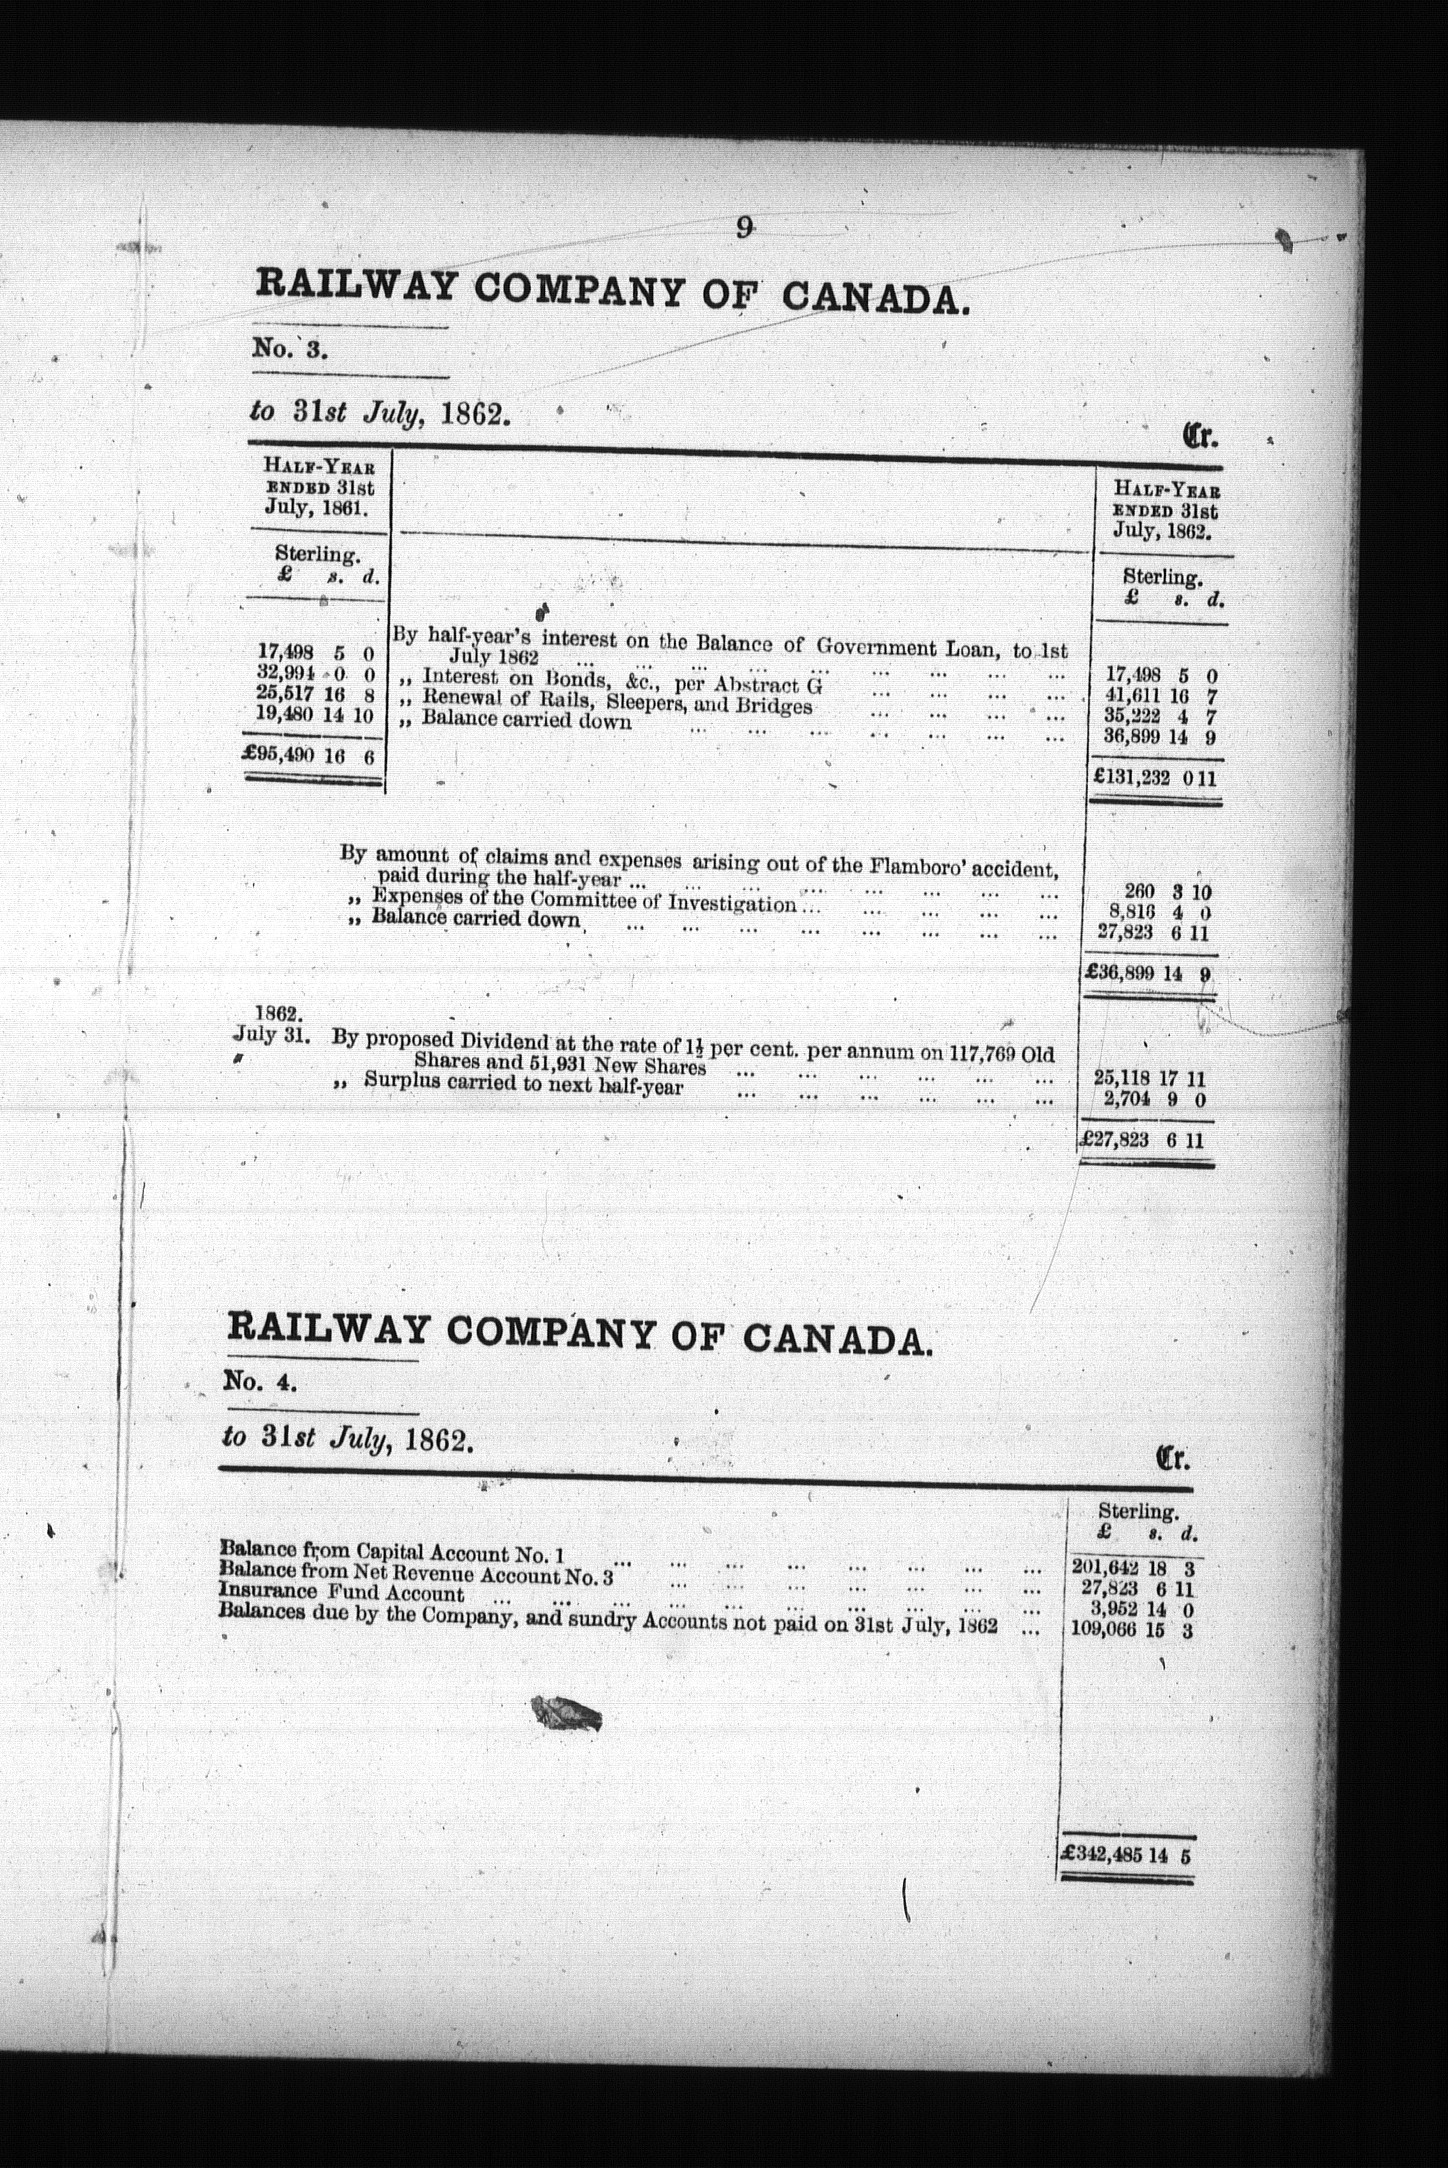 9
RAILWAY COMPANY OF CANADA.
No. 3.
to 31st July, 1862.
Cr.
HALF-YEAR ENDED 31st July, 1861.
HALF-YEAR ENDED 31st July, 1862.
Sterling. £ s. d.
Sterling. £ s. d.
By half-year's interest on the Balance of Government Loan, to 1st
17,498 5 0 July 1862 ... ... ... ... ... ... ... ... ... 17,498 5 0
32,994 0 0 ,, Interest on Bonds, &c., per Abstract G ... ... ... ... 41,611 16 7
25,517 16 8 ,, Renewal of Rails, Sleepers, and Bridges ... ... ... ... 35,222 4 7
19,480 14 10 ,, Balance carried down ... ... ... ... ... ... ... 36,899 14 9
£95,490 16 6 £131,232 0 11
By amount of claims and expenses arising out of the Flamboro' accident,
paid during the half-year ... ... ... ... ... ... ... ... 260 3 10
,, Expenses of the Committee of Investigation ... ... ... ... ... 8,816 4 0
,, Balance carried down ... ... ... ... ... ... ... ... 27,823 6 11
£36,899 14 9
1862.
July 31. By proposed Dividend at the rate of 1½ per cent. per annum on 117,769 Old
" Shares and 51,931 New Shares ... ... ... ... ... ... 25,118 17 11
,, Surplus carried to next half-year ... ... ... ... ... ... 2,704 9 0
£27,823 6 11
RAILWAY COMPANY OF CANADA.
No. 4.
to 31st July, 1862.
Cr.
Sterling.
£ s. d.
Balance from Capital Account No. 1 ... ... ... ... ... ... ... ... 201,642 18 3
Balance from Net Revenue Account No. 3 ... ... ... ... ... ... ... 27,823 6 11
Insurance Fund Account ... ... ... ... ... ... ... ... ... ... 3,952 14 0
Balances due by the Company, and sundry Accounts not paid on 31st July, 1862 ... 109,066 15 3
£342,485 14 5